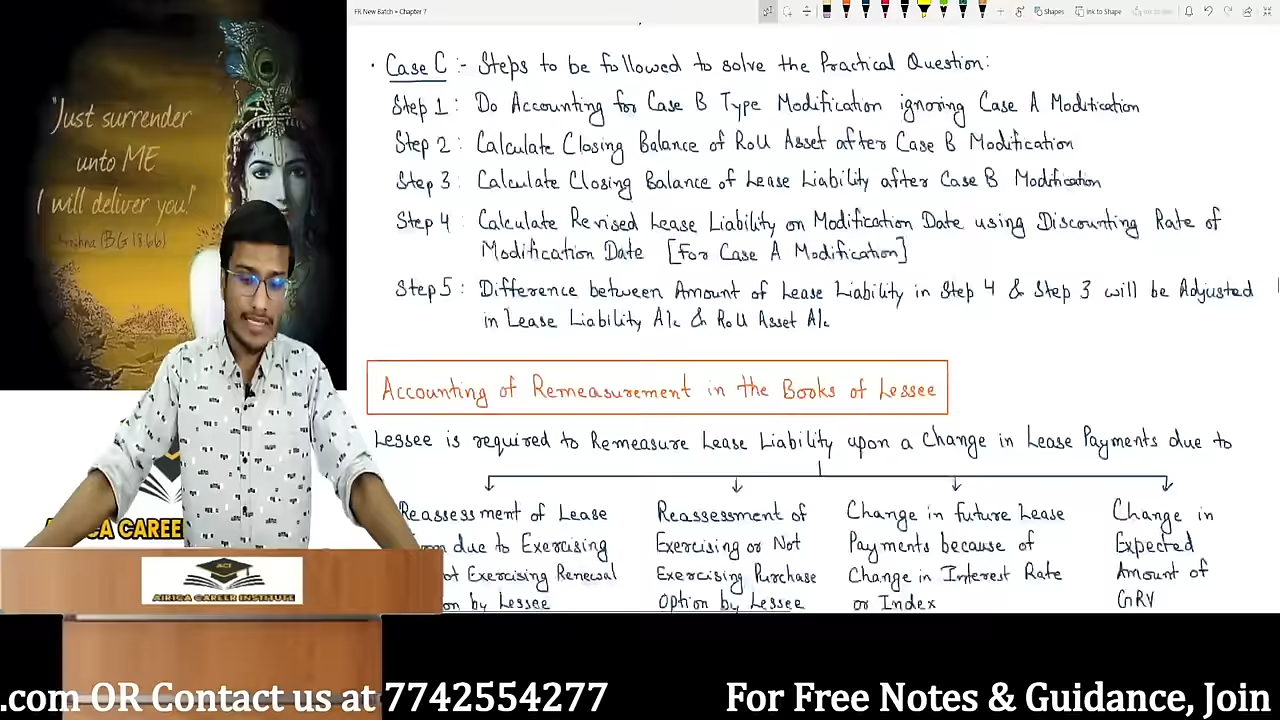 FR New Batch » Chapter 7
Shapes
Ink to Shape
"Just surrender
unto ME
I will deliver you!"
(BG 18:66)
· Case C :- Steps to be followed to solve the Practical Question:
Step 1 : Do Accounting for Case B Type Modification ignoring Case A Modification
Step 2 : Calculate Closing Balance of RoU Asset after Case B Modification
Step 3 : Calculate Closing Balance of Lease Liability after Case B Modification
Step 4 : Calculate Revised Lease Liability on Modification Date using Discounting Rate of
Modification Date [For Case A Modification]
Step 5 : Difference between Amount of Lease Liability in Step 4 & Step 3 will be Adjusted
in Lease Liability A/c & RoU Asset A/c
Accounting of Remeasurement in the Books of Lessee
Lessee is required to Remeasure Lease Liability upon a Change in Lease Payments due to
Reassessment of Lease
due to Exercising
Exercising Renewal
by Lessee
Reassessment of
Exercising or Not
Exercising Purchase
Option by Lessee
Change in future Lease
Payments because of
Change in Interest Rate
or Index
Change in
Expected
Amount of
GRV
CA CAREER
ACI
AIRICA CAREER INSTITUTE
.com OR Contact us at 7742554277
For Free Notes & Guidance, Join